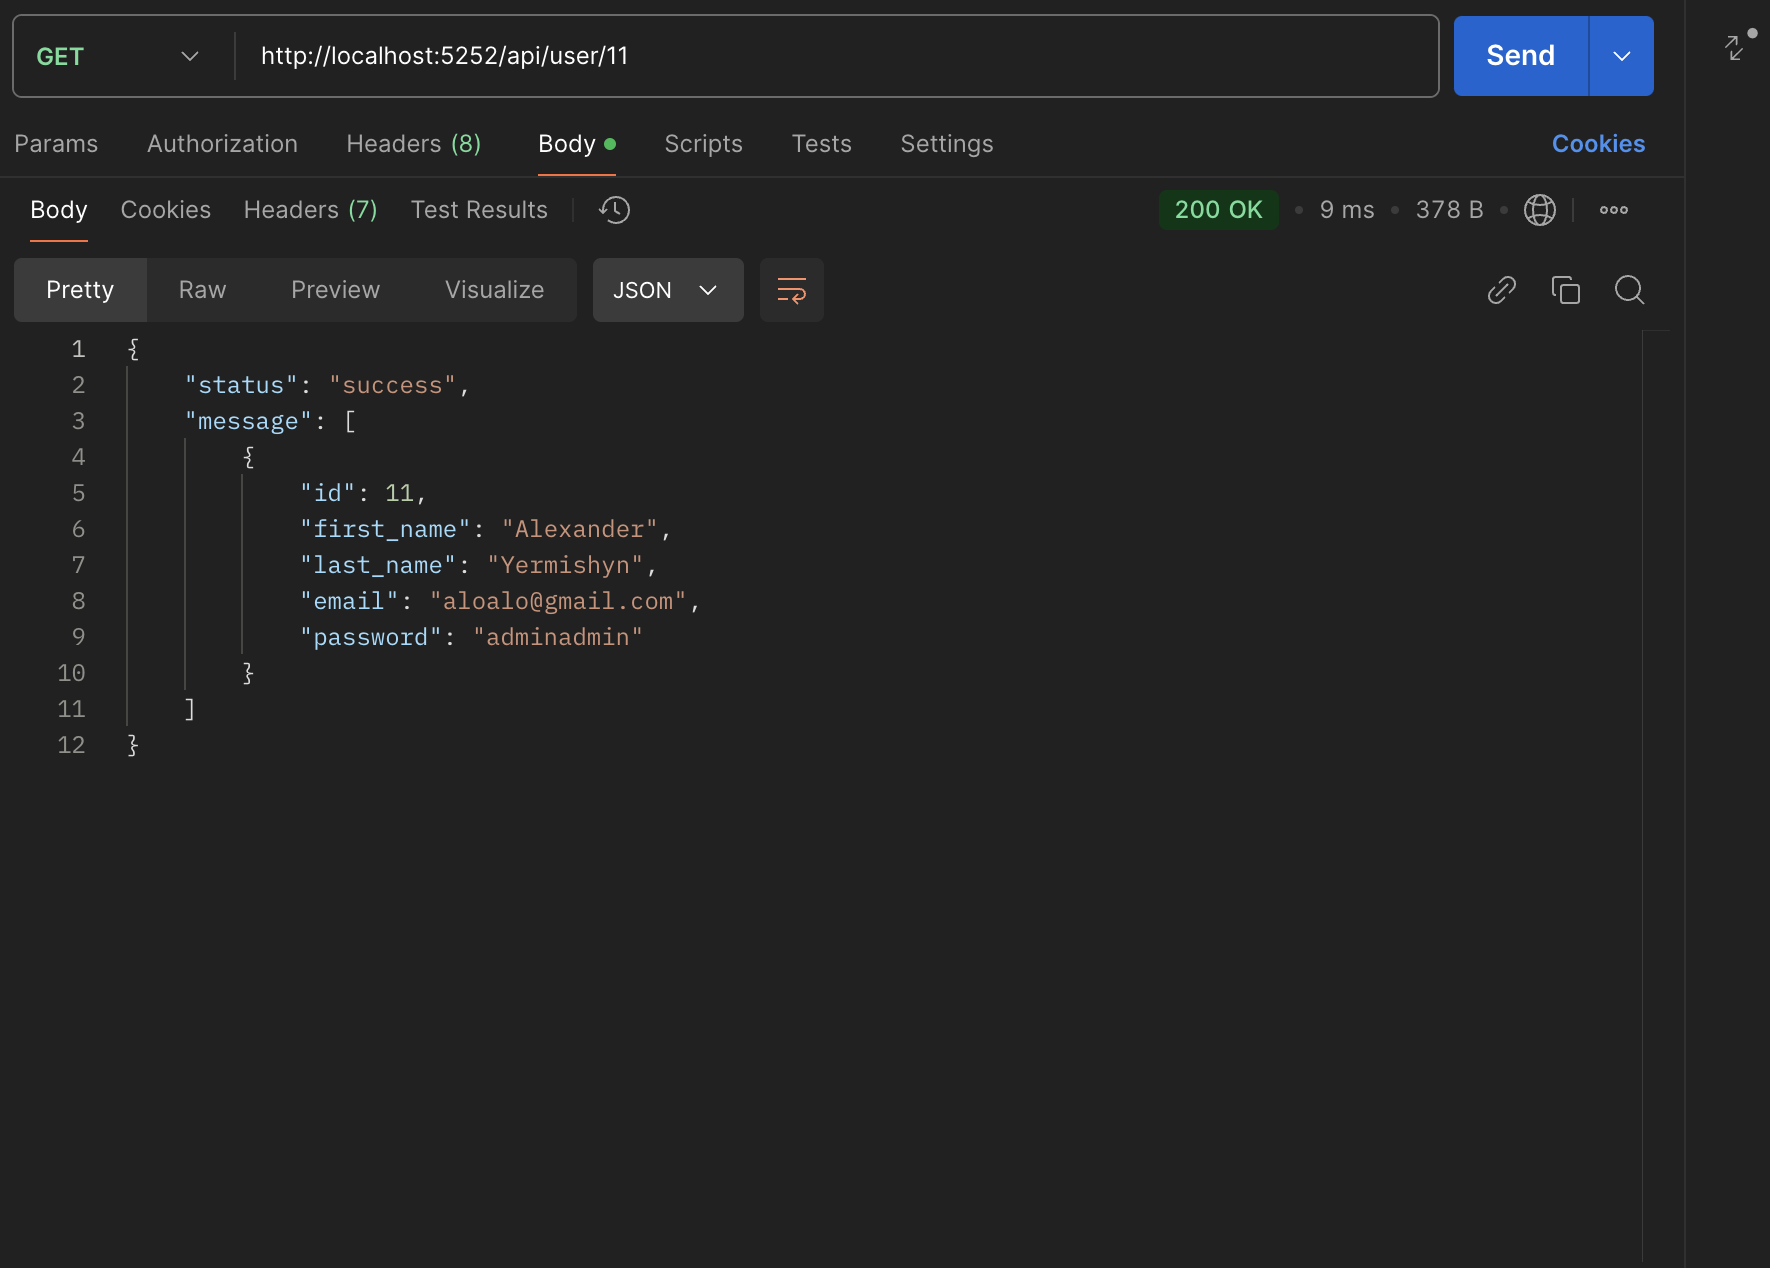 GET http://localhost:5252/api/user/11 Send
Params Authorization Headers (8) Body Scripts Tests Settings Cookies
Body Cookies Headers (7) Test Results 200 OK 9 ms 378 B
Pretty Raw Preview Visualize JSON
1 {
2 "status": "success",
3 "message": [
4 {
5 "id": 11,
6 "first_name": "Alexander",
7 "last_name": "Yermishyn",
8 "email": "aloalo@gmail.com",
9 "password": "adminadmin"
10 }
11 ]
12 }